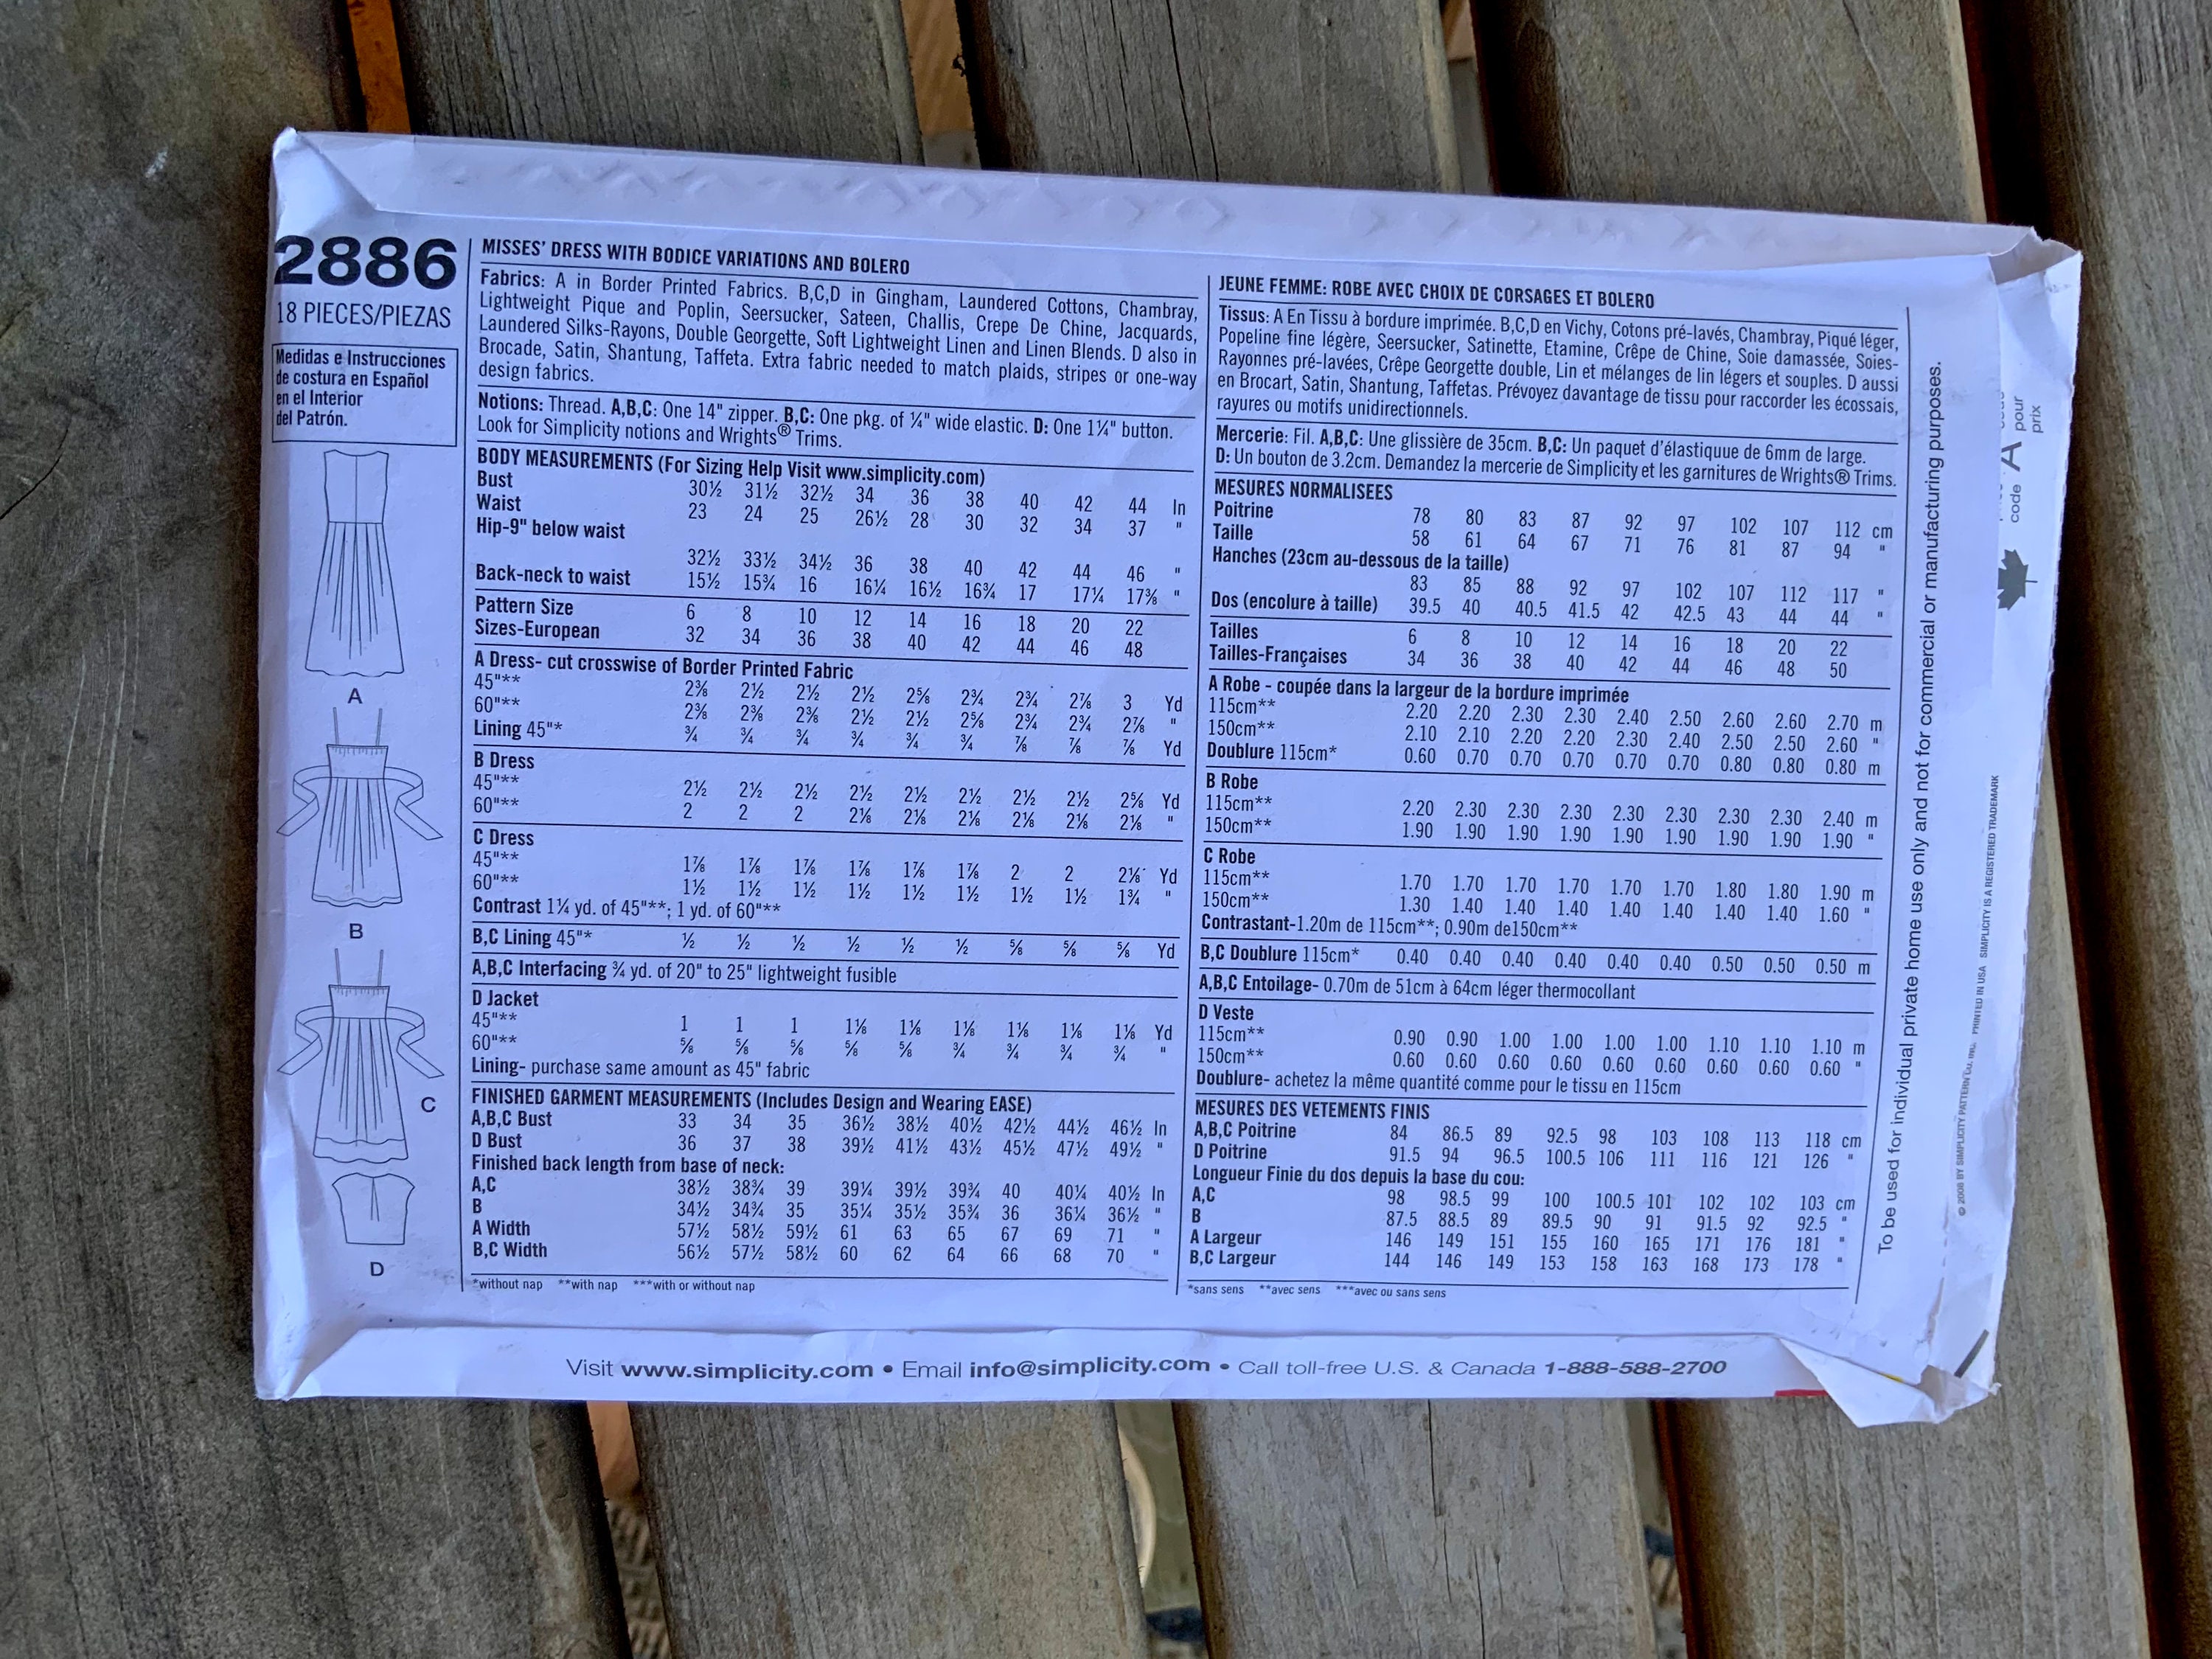 2886
18 PIECES/PIEZAS
Medidas e Instrucciones
de costura en Español
en el Interior
del Patrón.
A
B
C
D
MISSES' DRESS WITH BODICE VARIATIONS AND BOLERO
Fabrics: A in Border Printed Fabrics. B,C,D in Gingham, Laundered Cottons, Chambray,
Lightweight Pique and Poplin, Seersucker, Sateen, Challis, Crepe De Chine, Jacquards,
Laundered Silks-Rayons, Double Georgette, Soft Lightweight Linen and Linen Blends. D also in
Brocade, Satin, Shantung, Taffeta. Extra fabric needed to match plaids, stripes or one-way
design fabrics.
Notions: Thread. A,B,C: One 14" zipper. B,C: One pkg. of ¼" wide elastic. D: One 1¼" button.
Look for Simplicity notions and Wrights® Trims.
BODY MEASUREMENTS (For Sizing Help Visit www.simplicity.com)
Bust 30½ 31½ 32½ 34 36 38 40 42 44 In
Waist 23 24 25 26½ 28 30 32 34 37 "
Hip-9" below waist
32½ 33½ 34½ 36 38 40 42 44 46 "
Back-neck to waist 15½ 15¾ 16 16¼ 16½ 16¾ 17 17¼ 17⅜ "
Pattern Size 6 8 10 12 14 16 18 20 22
Sizes-European 32 34 36 38 40 42 44 46 48
A Dress- cut crosswise of Border Printed Fabric
45"** 2⅜ 2½ 2½ 2½ 2⅝ 2¾ 2¾ 2⅞ 3 Yd
60"** 2⅜ 2⅜ 2⅜ 2½ 2½ 2⅝ 2¾ 2¾ 2⅞ "
Lining 45"* ¾ ¾ ¾ ¾ ¾ ¾ ⅞ ⅞ ⅞ Yd
B Dress
45"** 2½ 2½ 2½ 2½ 2½ 2½ 2½ 2½ 2⅝ Yd
60"** 2 2 2 2⅛ 2⅛ 2⅛ 2⅛ 2⅛ 2⅛ "
C Dress
45"** 1⅞ 1⅞ 1⅞ 1⅞ 1⅞ 1⅞ 2 2 2⅛ Yd
60"** 1½ 1½ 1½ 1½ 1½ 1½ 1½ 1½ 1¾ "
Contrast 1¼ yd. of 45"**; 1 yd. of 60"**
B,C Lining 45"* ½ ½ ½ ½ ½ ½ ⅝ ⅝ ⅝ Yd
A,B,C Interfacing ¾ yd. of 20" to 25" lightweight fusible
D Jacket
45"** 1 1 1 1⅛ 1⅛ 1⅛ 1⅛ 1⅛ 1⅛ Yd
60"** ⅝ ⅝ ⅝ ⅝ ⅝ ¾ ¾ ¾ ¾ "
Lining- purchase same amount as 45" fabric
FINISHED GARMENT MEASUREMENTS (Includes Design and Wearing EASE)
A,B,C Bust 33 34 35 36½ 38½ 40½ 42½ 44½ 46½ In
D Bust 36 37 38 39½ 41½ 43½ 45½ 47½ 49½ "
Finished back length from base of neck:
A,C 38½ 38¾ 39 39¼ 39½ 39¾ 40 40¼ 40½ In
B 34½ 34¾ 35 35¼ 35½ 35¾ 36 36¼ 36½ "
A Width 57½ 58½ 59½ 61 63 65 67 69 71 "
B,C Width 56½ 57½ 58½ 60 62 64 66 68 70 "
*without nap **with nap ***with or without nap
JEUNE FEMME: ROBE AVEC CHOIX DE CORSAGES ET BOLERO
Tissus: A En Tissu à bordure imprimée. B,C,D en Vichy, Cotons pré-lavés, Chambray, Piqué léger,
Popeline fine légère, Seersucker, Satinette, Etamine, Crêpe de Chine, Soie damassée, Soies-
Rayonnes pré-lavées, Crêpe Georgette double, Lin et mélanges de lin légers et souples. D aussi
en Brocart, Satin, Shantung, Taffetas. Prévoyez davantage de tissu pour raccorder les écossais,
rayures ou motifs unidirectionnels.
Mercerie: Fil. A,B,C: Une glissière de 35cm. B,C: Un paquet d'élastiquue de 6mm de large.
D: Un bouton de 3.2cm. Demandez la mercerie de Simplicity et les garnitures de Wrights® Trims.
MESURES NORMALISEES
Poitrine 78 80 83 87 92 97 102 107 112 cm
Taille 58 61 64 67 71 76 81 87 94 "
Hanches (23cm au-dessous de la taille)
83 85 88 92 97 102 107 112 117 "
Dos (encolure à taille) 39.5 40 40.5 41.5 42 42.5 43 44 44 "
Tailles 6 8 10 12 14 16 18 20 22
Tailles-Françaises 34 36 38 40 42 44 46 48 50
A Robe - coupée dans la largeur de la bordure imprimée
115cm** 2.20 2.20 2.30 2.30 2.40 2.50 2.60 2.60 2.70 m
150cm** 2.10 2.10 2.20 2.20 2.30 2.40 2.50 2.50 2.60 "
Doublure 115cm* 0.60 0.70 0.70 0.70 0.70 0.70 0.80 0.80 0.80 m
B Robe
115cm** 2.20 2.30 2.30 2.30 2.30 2.30 2.30 2.30 2.40 m
150cm** 1.90 1.90 1.90 1.90 1.90 1.90 1.90 1.90 1.90 "
C Robe
115cm** 1.70 1.70 1.70 1.70 1.70 1.70 1.80 1.80 1.90 m
150cm** 1.30 1.40 1.40 1.40 1.40 1.40 1.40 1.40 1.60 "
Contrastant-1.20m de 115cm**; 0.90m de150cm**
B,C Doublure 115cm* 0.40 0.40 0.40 0.40 0.40 0.40 0.50 0.50 0.50 m
A,B,C Entoilage- 0.70m de 51cm à 64cm léger thermocollant
D Veste
115cm** 0.90 0.90 1.00 1.00 1.00 1.00 1.10 1.10 1.10 m
150cm** 0.60 0.60 0.60 0.60 0.60 0.60 0.60 0.60 0.60 "
Doublure- achetez la même quantité comme pour le tissu en 115cm
MESURES DES VETEMENTS FINIS
A,B,C Poitrine 84 86.5 89 92.5 98 103 108 113 118 cm
D Poitrine 91.5 94 96.5 100.5 106 111 116 121 126 "
Longueur Finie du dos depuis la base du cou:
A,C 98 98.5 99 100 100.5 101 102 102 103 cm
B 87.5 88.5 89 89.5 90 91 91.5 92 92.5 "
A Largeur 146 149 151 155 160 165 171 176 181 "
B,C Largeur 144 146 149 153 158 163 168 173 178 "
*sans sens **avec sens ***avec ou sans sens
To be used for individual private home use only and not for commercial or manufacturing purposes.
© 2008 BY SIMPLICITY PATTERN CO. INC. PRINTED IN USA SIMPLICITY IS A REGISTERED TRADEMARK
code A pour
prix
Visit www.simplicity.com • Email info@simplicity.com • Call toll-free U.S. & Canada 1-888-588-2700